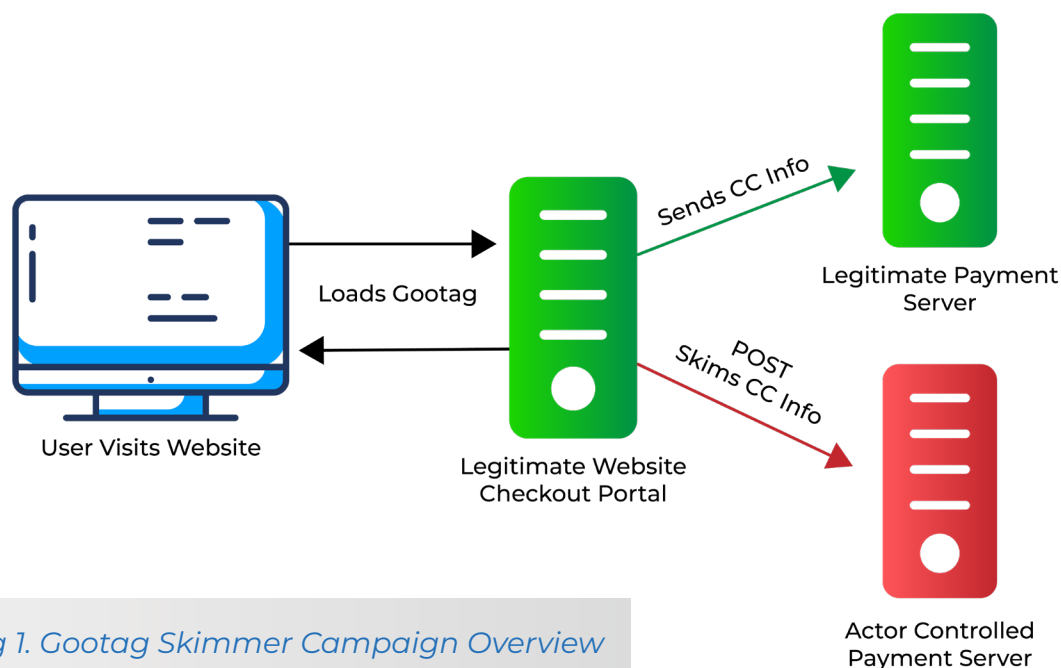 Sends CC Info
Legitimate Payment
Server
Loads Gootag
POST
Skims CC Info
User Visits Website
Legitimate Website
Checkout Portal
Actor Controlled
Payment Server
g 1. Gootag Skimmer Campaign Overview